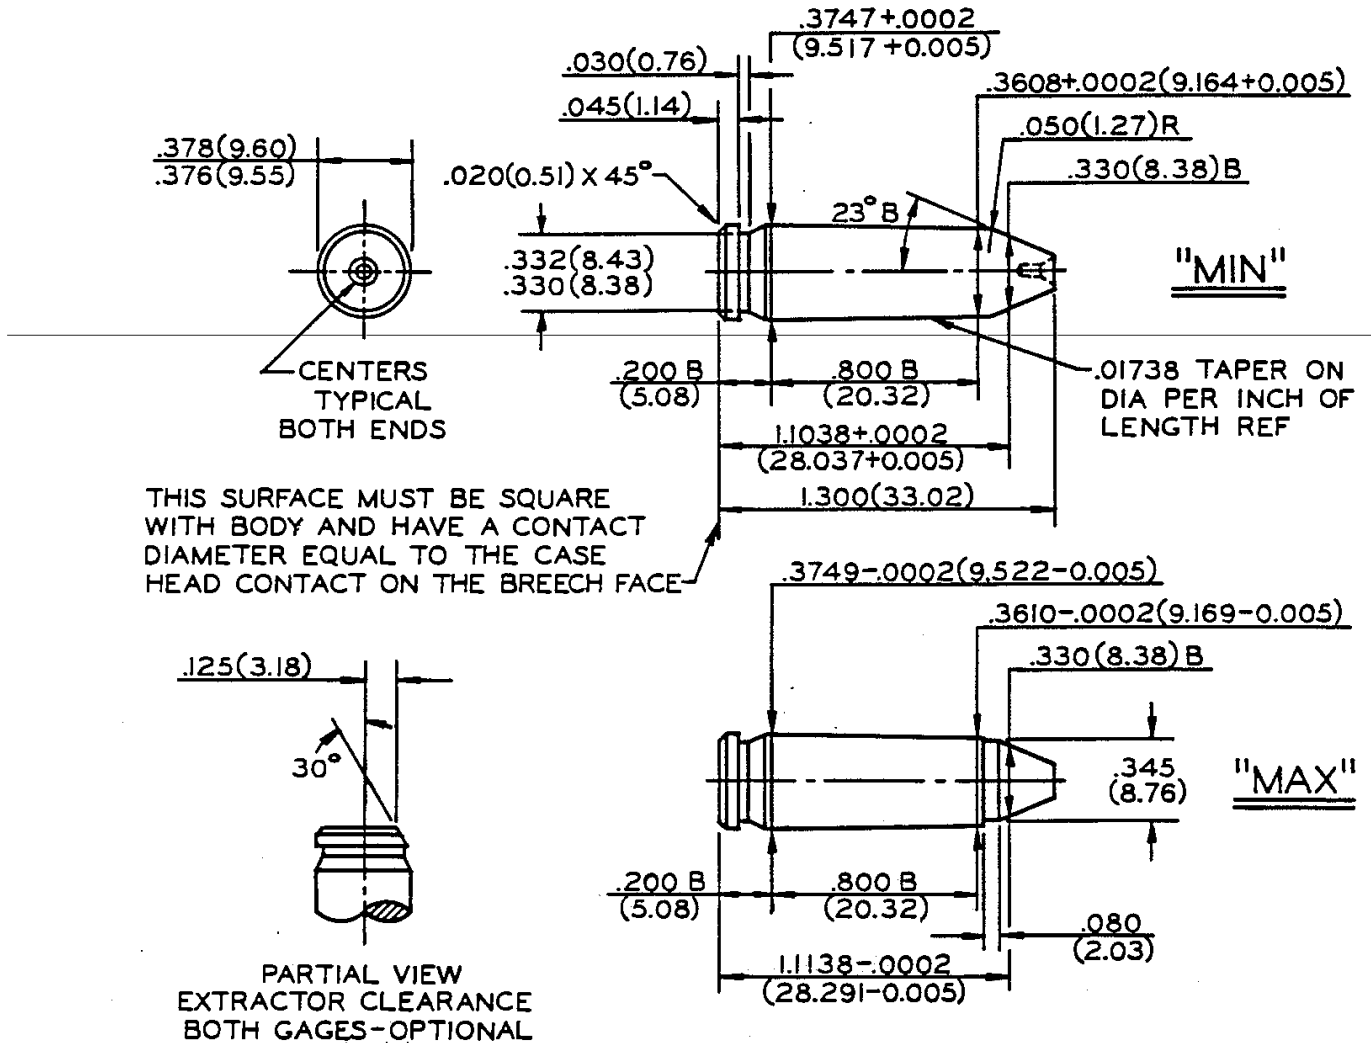 .3747+.0002
(9.517+0.005)
.030(0.76)
.3608+.0002(9.164+0.005)
.045(1.14)
.050(1.27)R
.378(9.60)
.376(9.55)
.020(0.51) X 45°
.330(8.38)B
23° B
.332(8.43)
.330(8.38)
"MIN"
CENTERS
TYPICAL
BOTH ENDS
.200 B
(5.08)
.800 B
(20.32)
.01738 TAPER ON
DIA PER INCH OF
LENGTH REF
1.1038+.0002
(28.037+0.005)
1.300(33.02)
THIS SURFACE MUST BE SQUARE
WITH BODY AND HAVE A CONTACT
DIAMETER EQUAL TO THE CASE
HEAD CONTACT ON THE BREECH FACE
.3749-.0002(9.522-0.005)
.3610-.0002(9.169-0.005)
.330(8.38)B
.125(3.18)
30°
.345
(8.76)
"MAX"
.200 B
(5.08)
.800 B
(20.32)
.080
(2.03)
1.1138-.0002
(28.291-0.005)
PARTIAL VIEW
EXTRACTOR CLEARANCE
BOTH GAGES-OPTIONAL